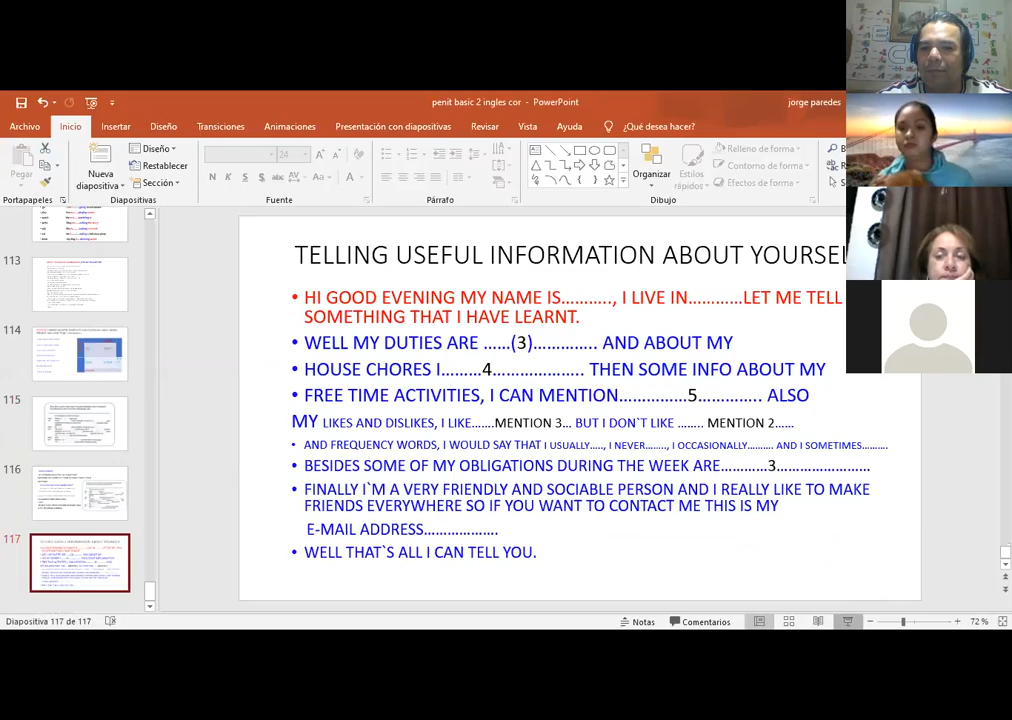 penit basic 2 ingles cor - PowerPoint
jorge paredes
Archivo Inicio Insertar Diseño Transiciones Animaciones Presentación con diapositivas Revisar Vista Ayuda ¿Qué desea hacer?
Pegar
Nueva diapositiva
Diseño
Restablecer
Sección
24
N K S
Organizar
Estilos rápidos
Relleno de forma
Contorno de forma
Efectos de forma
Portapapeles Diapositivas Fuente Párrafo Dibujo
113
114
115
116
117
TELLING USEFUL INFORMATION ABOUT YOURSEL
• HI GOOD EVENING MY NAME IS……….., I LIVE IN…………LET ME TELL
SOMETHING THAT I HAVE LEARNT.
• WELL MY DUTIES ARE ……(3)………….. AND ABOUT MY
• HOUSE CHORES I………4……………….. THEN SOME INFO ABOUT MY
• FREE TIME ACTIVITIES, I CAN MENTION……………5………….. ALSO
MY LIKES AND DISLIKES, I LIKE…….MENTION 3… BUT I DON`T LIKE …….. MENTION 2……
• AND FREQUENCY WORDS, I WOULD SAY THAT I USUALLY….., I NEVER…….., I OCCASIONALLY………. AND I SOMETIMES……….
• BESIDES SOME OF MY OBLIGATIONS DURING THE WEEK ARE………..3……………………
• FINALLY I`M A VERY FRIENDLY AND SOCIABLE PERSON AND I REALLY LIKE TO MAKE
FRIENDS EVERYWHERE SO IF YOU WANT TO CONTACT ME THIS IS MY
E-MAIL ADDRESS……………….
• WELL THAT`S ALL I CAN TELL YOU.
Diapositiva 117 de 117
Notas Comentarios
72 %